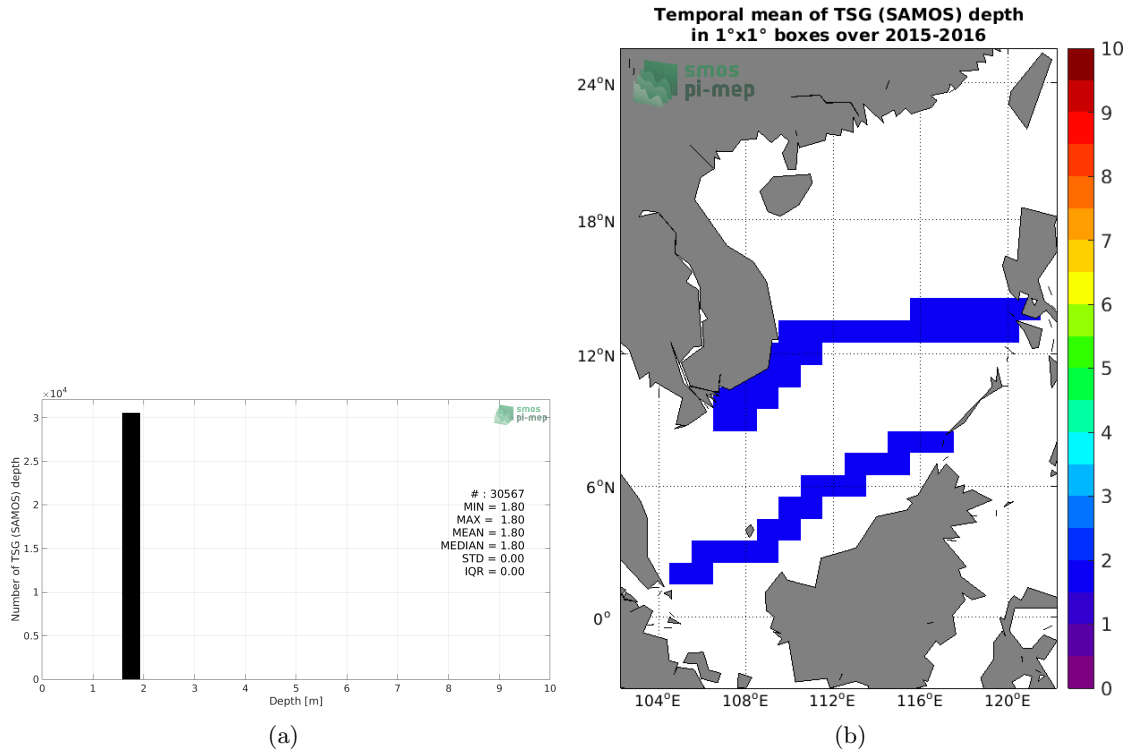 ×10⁴
3
2.5
2
1.5
1
0.5
0
Number of TSG (SAMOS) depth
smos
pi-mep
# : 30567
MIN = 1.80
MAX = 1.80
MEAN = 1.80
MEDIAN = 1.80
STD = 0.00
IQR = 0.00
0 1 2 3 4 5 6 7 8 9 10
Depth [m]
(a)
Temporal mean of TSG (SAMOS) depth
in 1°x1° boxes over 2015-2016
smos
pi-mep
24°N
18°N
12°N
6°N
0°
104°E 108°E 112°E 116°E 120°E
10
9
8
7
6
5
4
3
2
1
0
(b)